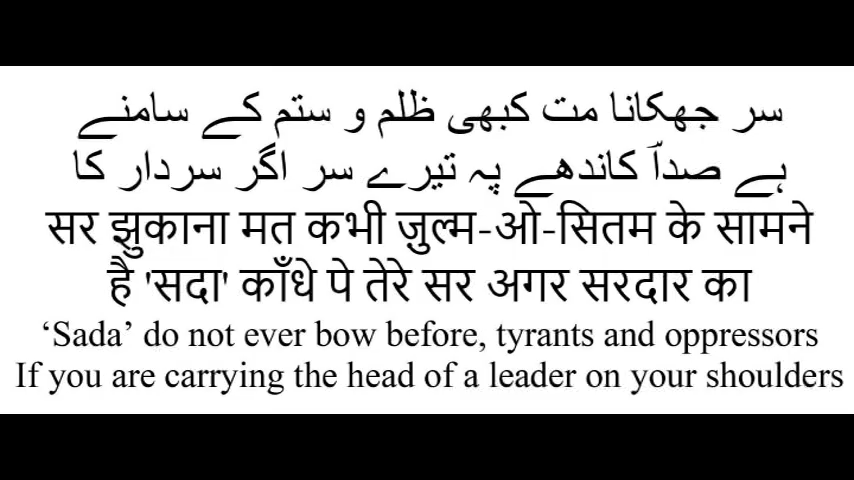 سر جھکانا مت کبھی ظلم و ستم کے سامنے
ہے صداؔ کاندھے پہ تیرے سر اگر سردار کا
सर झुकाना मत कभी ज़ुल्म-ओ-सितम के सामने
है 'सदा' काँधे पे तेरे सर अगर सरदार का
‘Sada’ do not ever bow before, tyrants and oppressors
If you are carrying the head of a leader on your shoulders